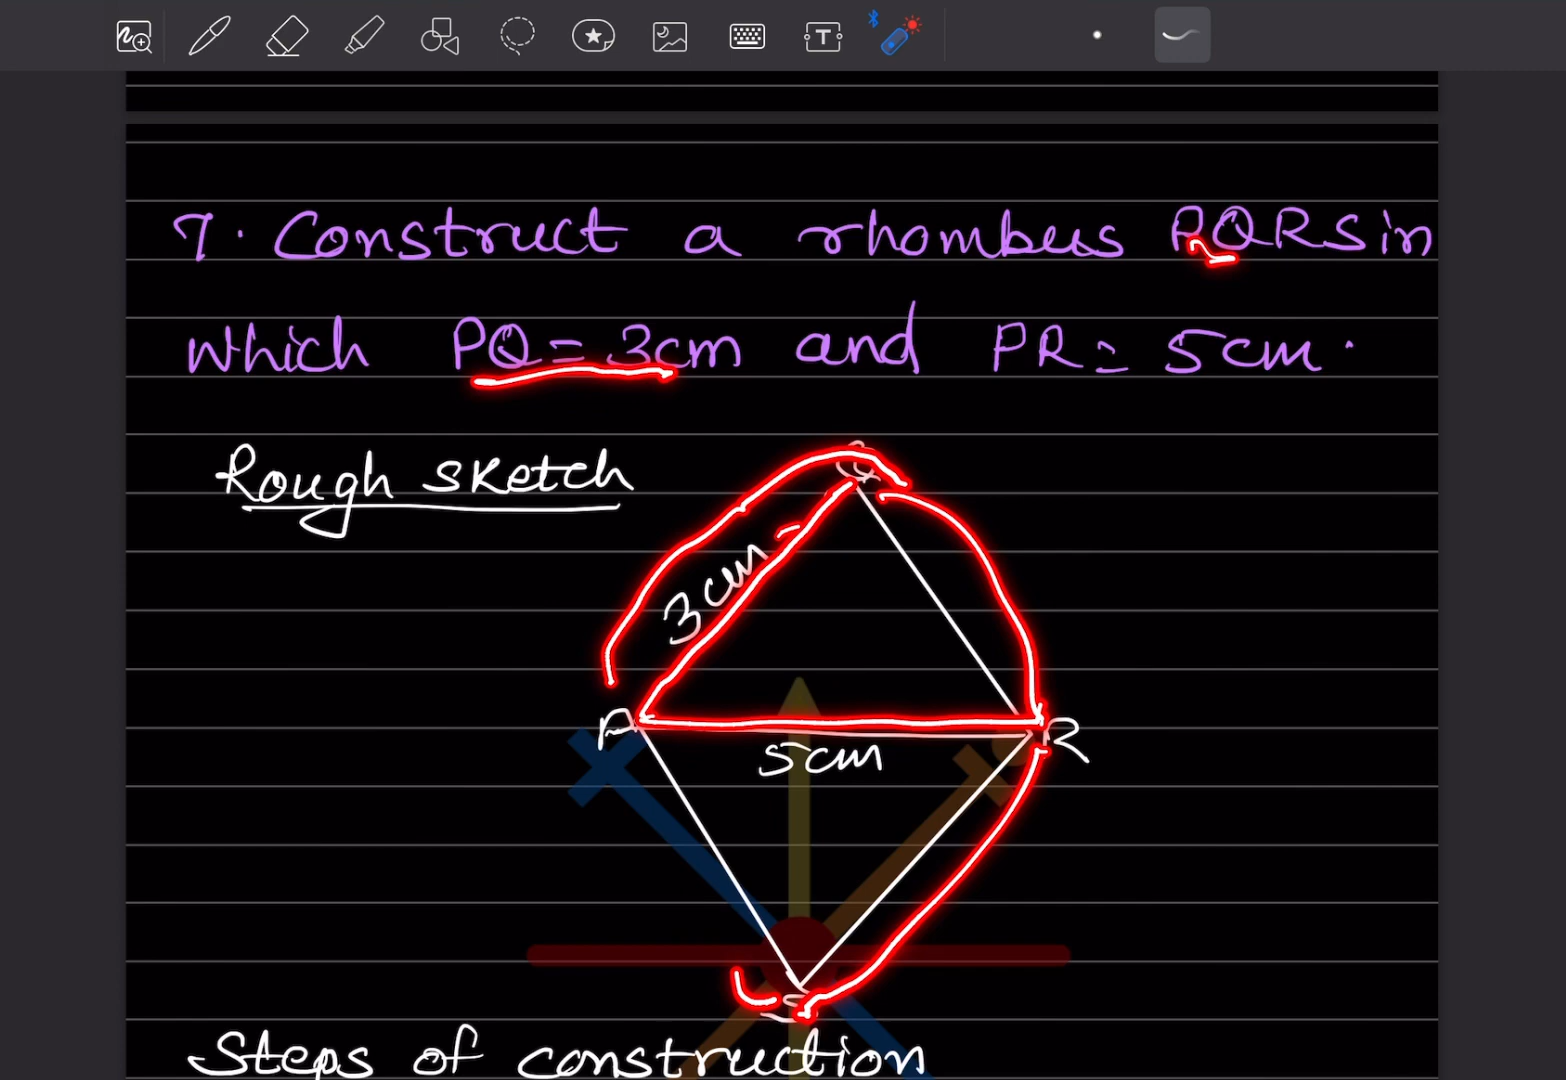 7. Construct a rhombus PQRS in
which PQ = 3cm and PR = 5cm.
Rough sketch
Q
3cm
P
R
5cm
S
Steps of construction